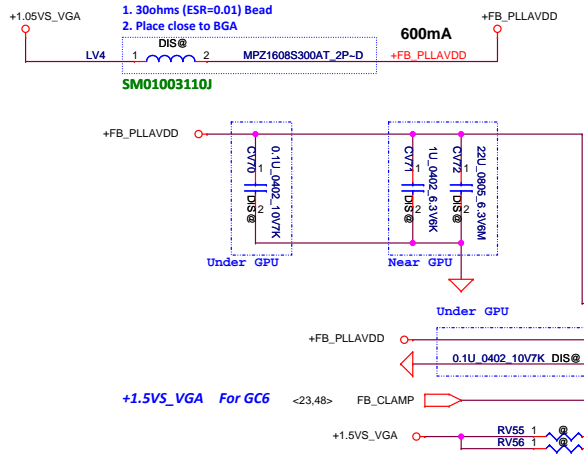 1. 30ohms (ESR=0.01) Bead
2. Place close to BGA
+1.05VS_VGA
+FB_PLLAVDD
600mA
DIS@
LV4 1 2 MPZ1608S300AT_2P~D +FB_PLLAVDD
SM01003110J
+FB_PLLAVDD
CV70 1 2 DIS@ 0.1U_0402_10V7K
CV71 1 2 DIS@ 1U_0402_6.3V6K
CV72 1 2 DIS@ 22U_0805_6.3V6M
Under GPU
Near GPU
Under GPU
+FB_PLLAVDD
0.1U_0402_10V7K DIS@
+1.5VS_VGA For GC6 <23,48> FB_CLAMP
+1.5VS_VGA
RV55 1 @
RV56 1 @